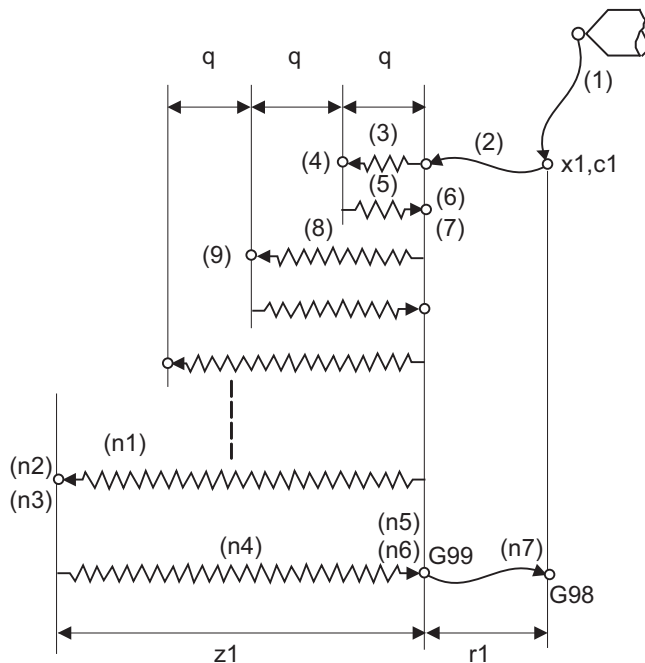 q q q
(1)
(3) (2)
(4) x1,c1
(5) (6)
(7)
(8)
(9)
(n1)
(n2)
(n3)
(n5)
(n4) (n6) G99 (n7)
G98
z1 r1